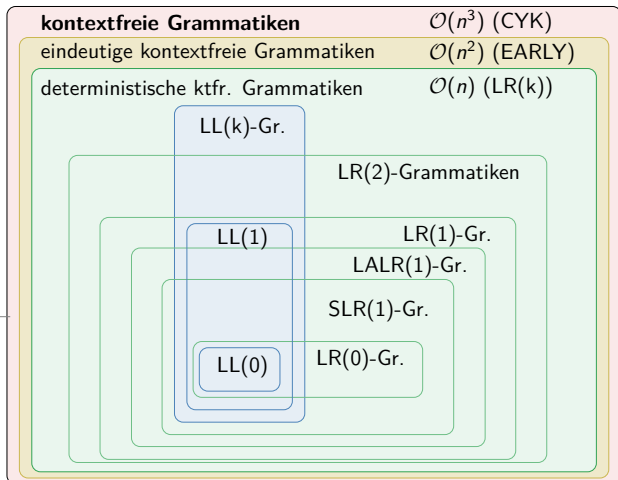 kontextfreie Grammatiken O(n³) (CYK)
eindeutige kontextfreie Grammatiken O(n²) (EARLY)
deterministische ktfr. Grammatiken O(n) (LR(k))
LL(k)-Gr.
LR(2)-Grammatiken
LL(1) LR(1)-Gr.
LALR(1)-Gr.
SLR(1)-Gr.
LL(0) LR(0)-Gr.